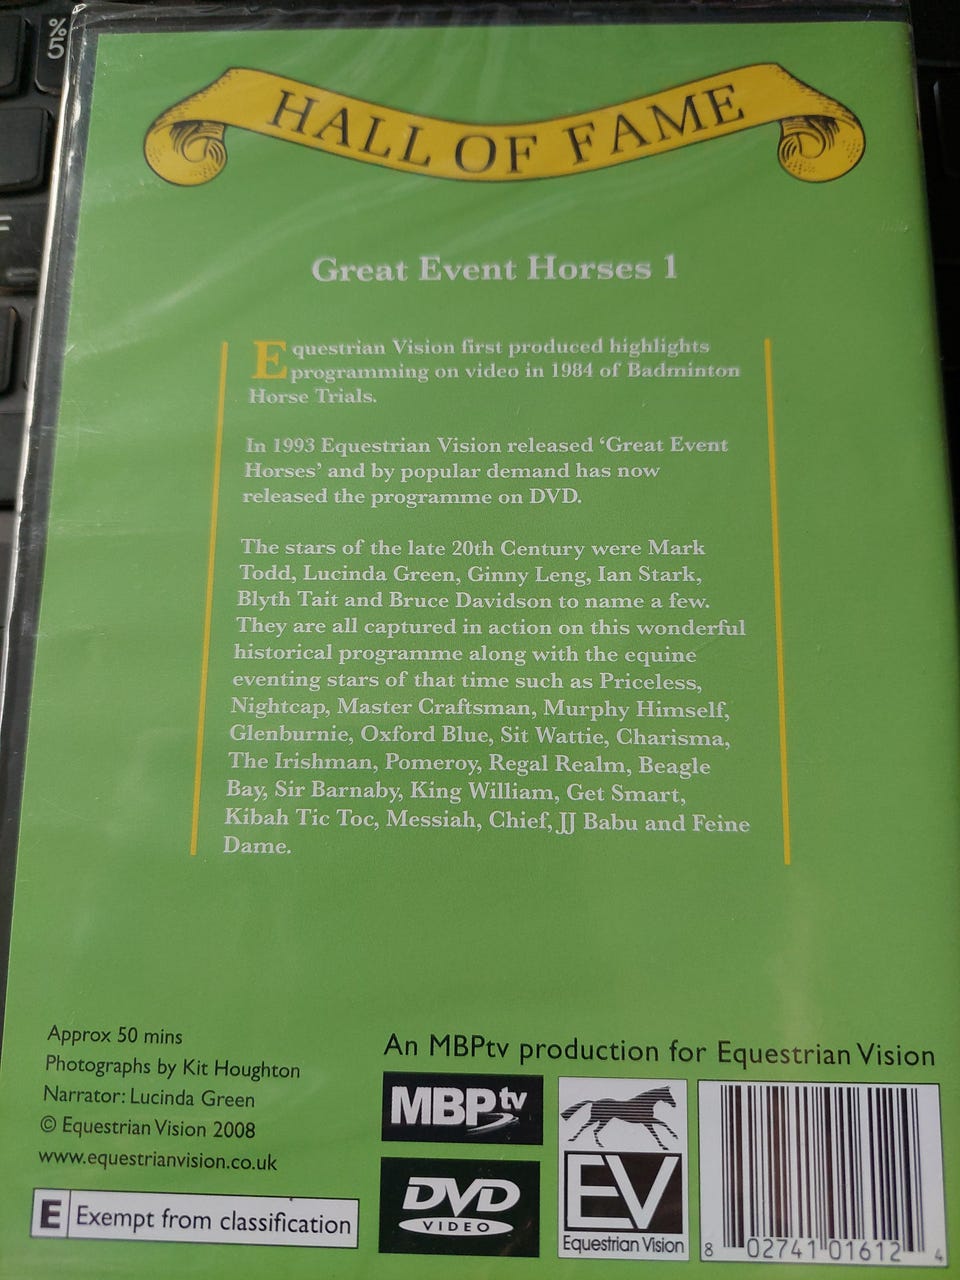 %
5
F
HALL OF FAME
Great Event Horses 1
Equestrian Vision first produced highlights
programming on video in 1984 of Badminton
Horse Trials.
In 1993 Equestrian Vision released ‘Great Event
Horses’ and by popular demand has now
released the programme on DVD.
The stars of the late 20th Century were Mark
Todd, Lucinda Green, Ginny Leng, Ian Stark,
Blyth Tait and Bruce Davidson to name a few.
They are all captured in action on this wonderful
historical programme along with the equine
eventing stars of that time such as Priceless,
Nightcap, Master Craftsman, Murphy Himself,
Glenburnie, Oxford Blue, Sit Wattie, Charisma,
The Irishman, Pomeroy, Regal Realm, Beagle
Bay, Sir Barnaby, King William, Get Smart,
Kibah Tic Toc, Messiah, Chief, JJ Babu and Feine
Dame.
Approx 50 mins
Photographs by Kit Houghton
Narrator: Lucinda Green
© Equestrian Vision 2008
www.equestrianvision.co.uk
E Exempt from classification
An MBPtv production for Equestrian Vision
MBPtv
DVD
VIDEO
EV
Equestrian Vision
8 02741 01612 4